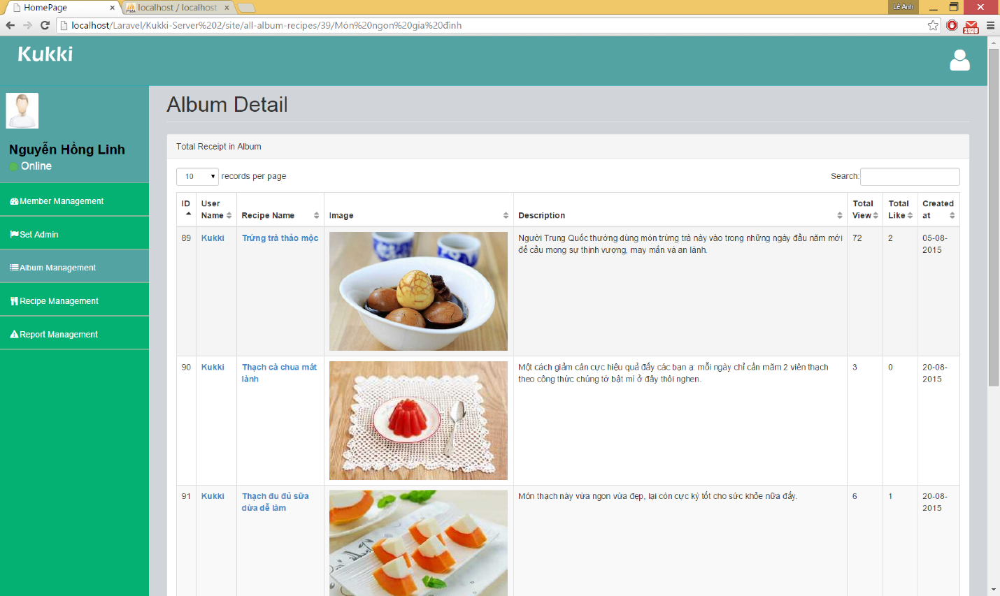 HomePage
localhost / localhost
Lê Anh
localhost/Laravel/Kukki-Server%202/site/all-album-recipes/39/Món%20ngon%20gia%20đình
2926
Kukki
Nguyễn Hồng Linh
Online
Member Management
Set Admin
Album Management
Recipe Management
Report Management
Album Detail
Total Receipt in Album
10 records per page
Search:
ID User Name Recipe Name Image Description Total View Total Like Created at
89 Kukki Trứng trà thảo mộc Người Trung Quốc thường dùng món trứng trà này vào trong những ngày đầu năm mới 72 2 05-08-
để cầu mong sự thịnh vượng, may mắn và an lành. 2015
90 Kukki Thạch cà chua mát Một cách giảm cân cực hiệu quả đấy các bạn ạ: mỗi ngày chỉ cần măm 2 viên thạch 3 0 20-08-
lành theo công thức chúng tớ bật mí ở đây thôi nghen. 2015
91 Kukki Thạch đu đủ sữa Món thạch này vừa ngon vừa đẹp, lại còn cực kỳ tốt cho sức khỏe nữa đấy. 6 1 20-08-
dừa dễ làm 2015